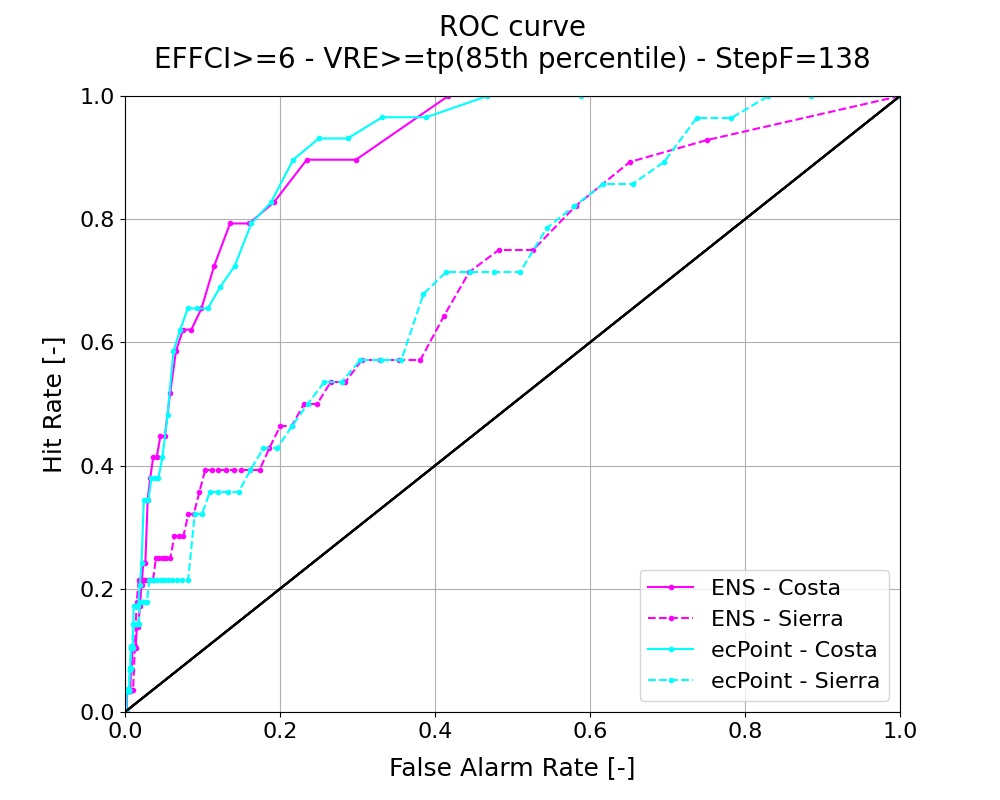 ROC curve
EFFCI>=6 - VRE>=tp(85th percentile) - StepF=138
1.0
0.8
0.6
0.4
0.2
0.0
Hit Rate [-]
ENS - Costa
ENS - Sierra
ecPoint - Costa
ecPoint - Sierra
0.0 0.2 0.4 0.6 0.8 1.0
False Alarm Rate [-]